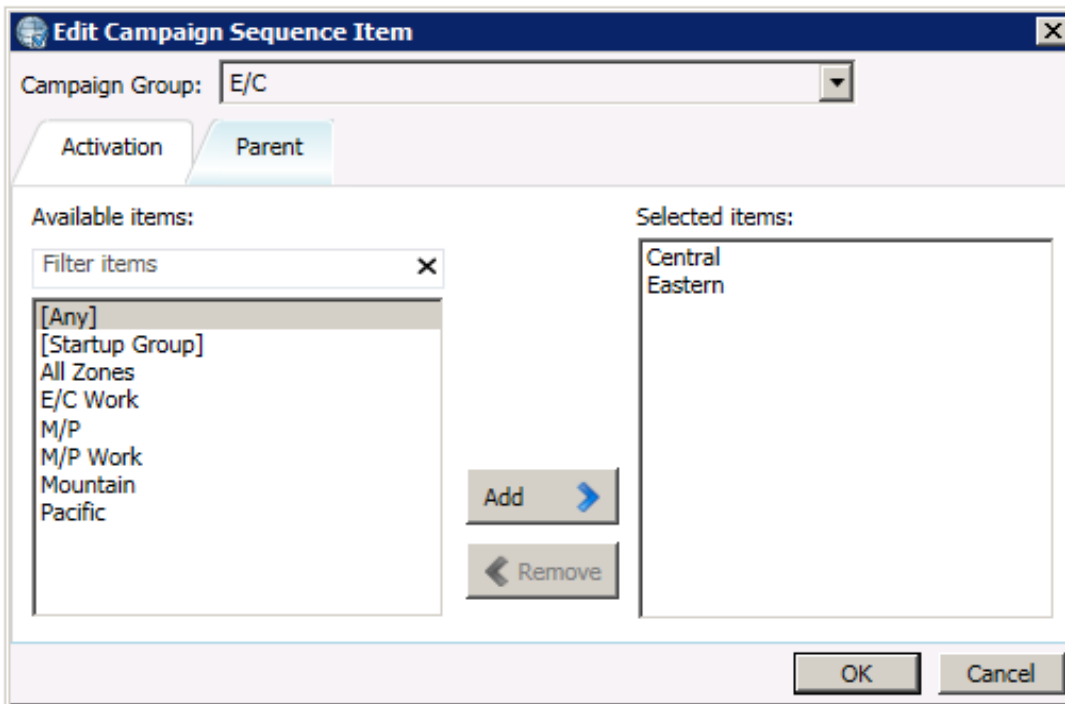 Edit Campaign Sequence Item
Campaign Group: E/C
Activation Parent
Available items:
Filter items
[Any]
[Startup Group]
All Zones
E/C Work
M/P
M/P Work
Mountain
Pacific
Add
Remove
Selected items:
Central
Eastern
OK Cancel